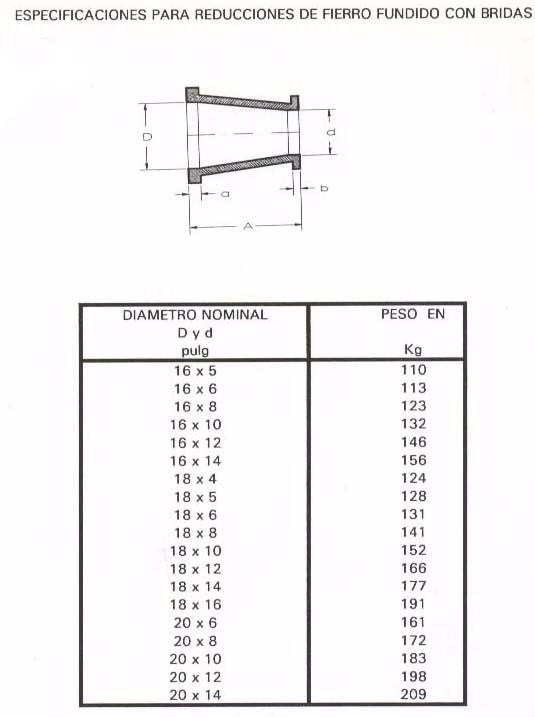 ESPECIFICACIONES PARA REDUCCIONES DE FIERRO FUNDIDO CON BRIDAS
D d
a b
A
DIAMETRO NOMINAL PESO EN
D y d
pulg Kg
16 x 5 110
16 x 6 113
16 x 8 123
16 x 10 132
16 x 12 146
16 x 14 156
18 x 4 124
18 x 5 128
18 x 6 131
18 x 8 141
18 x 10 152
18 x 12 166
18 x 14 177
18 x 16 191
20 x 6 161
20 x 8 172
20 x 10 183
20 x 12 198
20 x 14 209